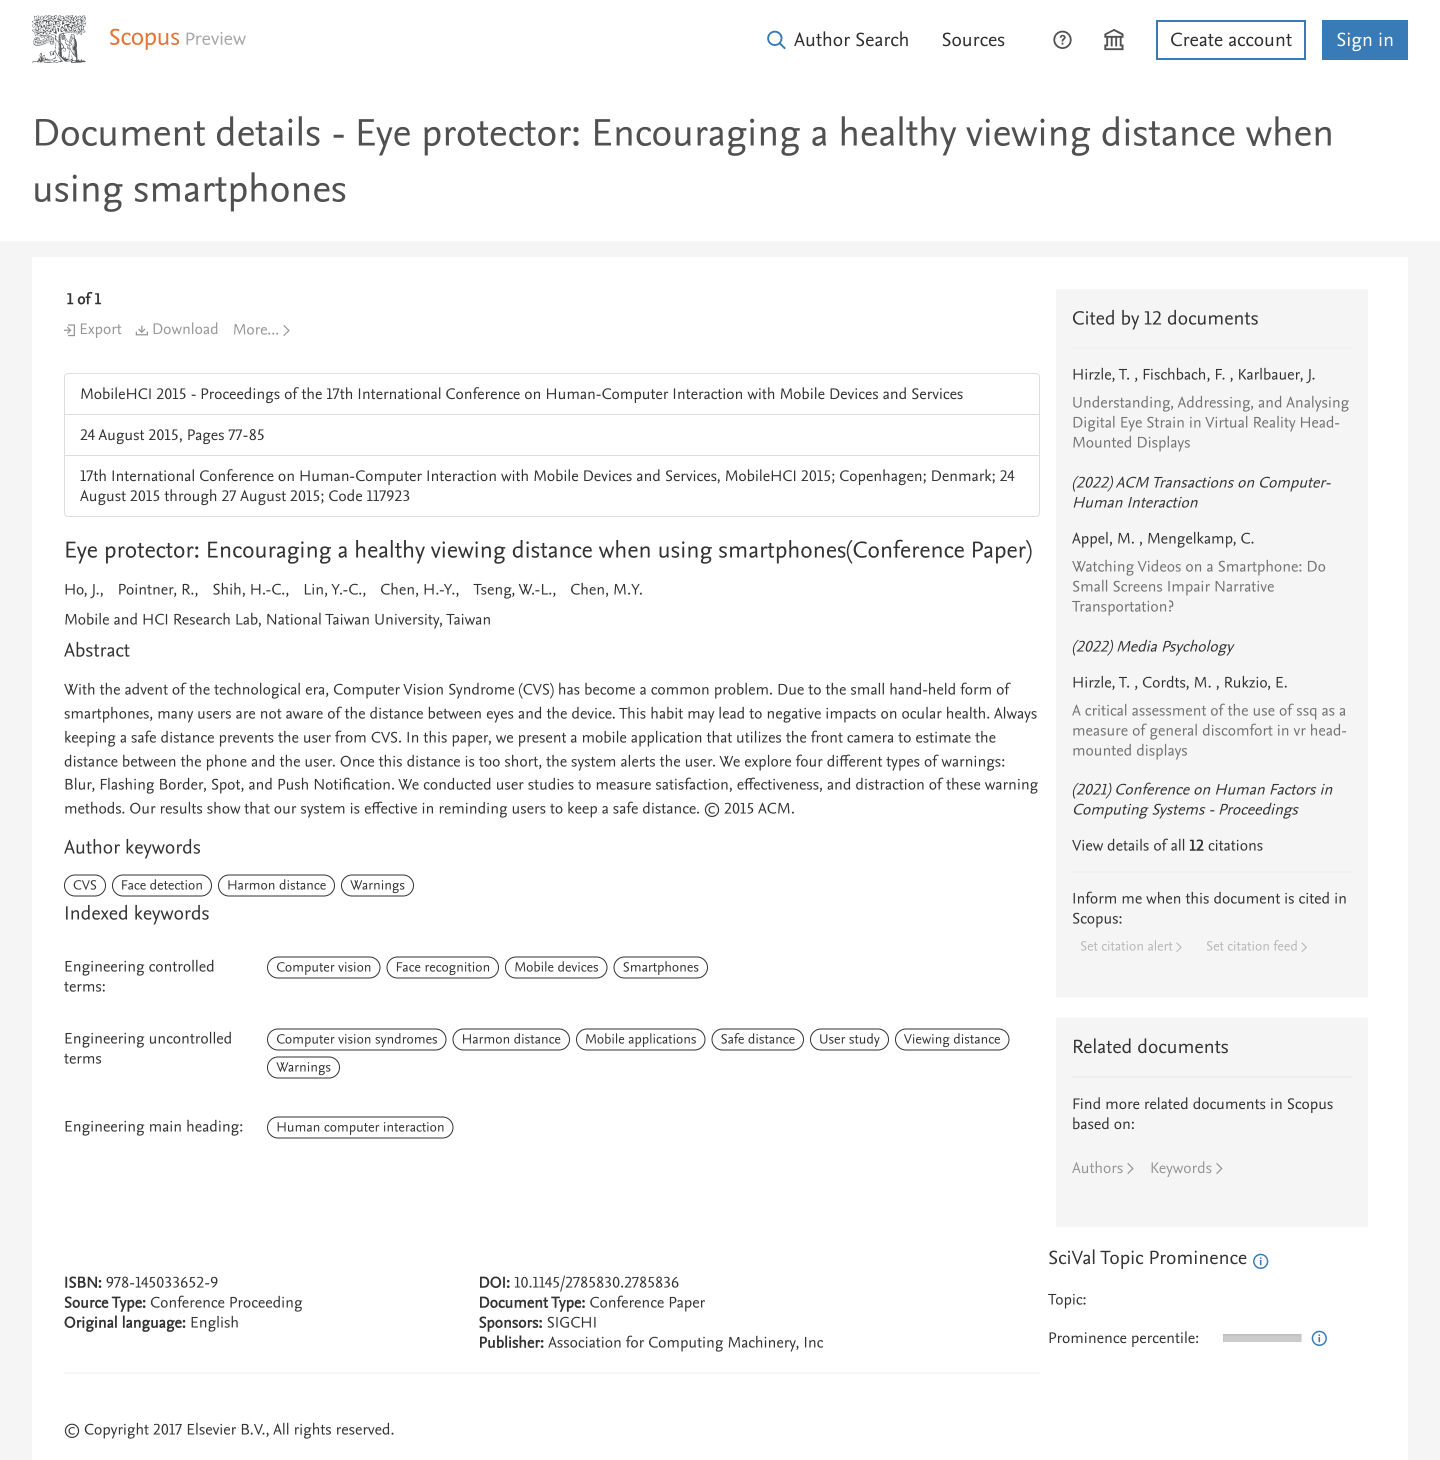 Scopus Preview
Author Search
Sources
Create account
Sign in
Document details - Eye protector: Encouraging a healthy viewing distance when
using smartphones
1 of 1
Export
Download
More...
MobileHCI 2015 - Proceedings of the 17th International Conference on Human-Computer Interaction with Mobile Devices and Services
24 August 2015, Pages 77-85
17th International Conference on Human-Computer Interaction with Mobile Devices and Services, MobileHCI 2015; Copenhagen; Denmark; 24
August 2015 through 27 August 2015; Code 117923
Eye protector: Encouraging a healthy viewing distance when using smartphones(Conference Paper)
Ho, J., Pointner, R., Shih, H.-C., Lin, Y.-C., Chen, H.-Y., Tseng, W.-L., Chen, M.Y.
Mobile and HCI Research Lab, National Taiwan University, Taiwan
Abstract
With the advent of the technological era, Computer Vision Syndrome (CVS) has become a common problem. Due to the small hand-held form of
smartphones, many users are not aware of the distance between eyes and the device. This habit may lead to negative impacts on ocular health. Always
keeping a safe distance prevents the user from CVS. In this paper, we present a mobile application that utilizes the front camera to estimate the
distance between the phone and the user. Once this distance is too short, the system alerts the user. We explore four different types of warnings:
Blur, Flashing Border, Spot, and Push Notification. We conducted user studies to measure satisfaction, effectiveness, and distraction of these warning
methods. Our results show that our system is effective in reminding users to keep a safe distance. © 2015 ACM.
Author keywords
CVS
Face detection
Harmon distance
Warnings
Indexed keywords
Engineering controlled
terms:
Computer vision
Face recognition
Mobile devices
Smartphones
Engineering uncontrolled
terms
Computer vision syndromes
Harmon distance
Mobile applications
Safe distance
User study
Viewing distance
Warnings
Engineering main heading:
Human computer interaction
ISBN: 978-145033652-9
Source Type: Conference Proceeding
Original language: English
DOI: 10.1145/2785830.2785836
Document Type: Conference Paper
Sponsors: SIGCHI
Publisher: Association for Computing Machinery, Inc
Cited by 12 documents
Hirzle, T. , Fischbach, F. , Karlbauer, J.
Understanding, Addressing, and Analysing
Digital Eye Strain in Virtual Reality Head-
Mounted Displays
(2022) ACM Transactions on Computer-
Human Interaction
Appel, M. , Mengelkamp, C.
Watching Videos on a Smartphone: Do
Small Screens Impair Narrative
Transportation?
(2022) Media Psychology
Hirzle, T. , Cordts, M. , Rukzio, E.
A critical assessment of the use of ssq as a
measure of general discomfort in vr head-
mounted displays
(2021) Conference on Human Factors in
Computing Systems - Proceedings
View details of all 12 citations
Inform me when this document is cited in
Scopus:
Set citation alert
Set citation feed
Related documents
Find more related documents in Scopus
based on:
Authors
Keywords
SciVal Topic Prominence
Topic:
Prominence percentile:
© Copyright 2017 Elsevier B.V., All rights reserved.